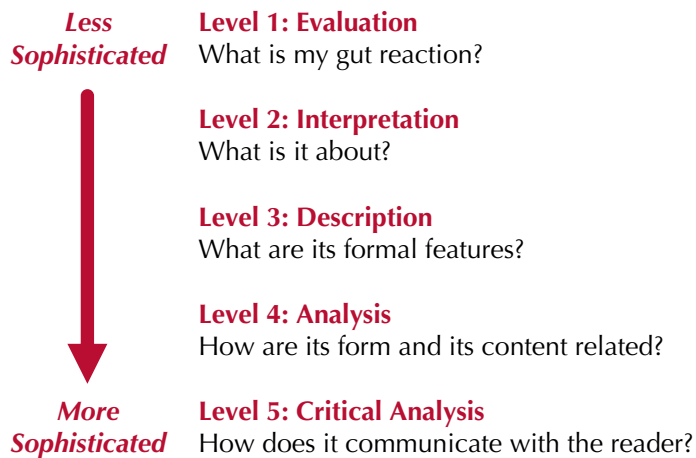 Less Sophisticated
Level 1: Evaluation
What is my gut reaction?
Level 2: Interpretation
What is it about?
Level 3: Description
What are its formal features?
Level 4: Analysis
How are its form and its content related?
More Sophisticated
Level 5: Critical Analysis
How does it communicate with the reader?